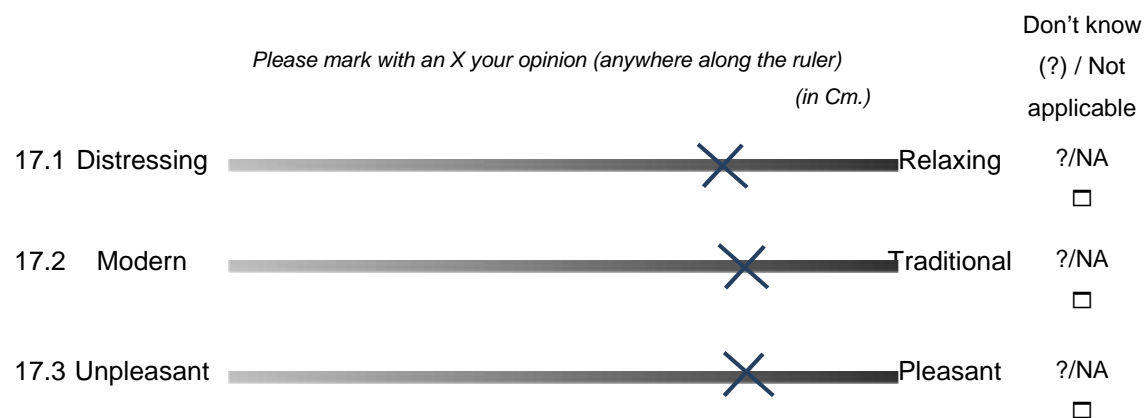 Don't know
Please mark with an X your opinion (anywhere along the ruler)
(?) / Not
(in Cm.)
applicable
17.1 Distressing Relaxing ?/NA
☐
17.2 Modern Traditional ?/NA
☐
17.3 Unpleasant Pleasant ?/NA
☐